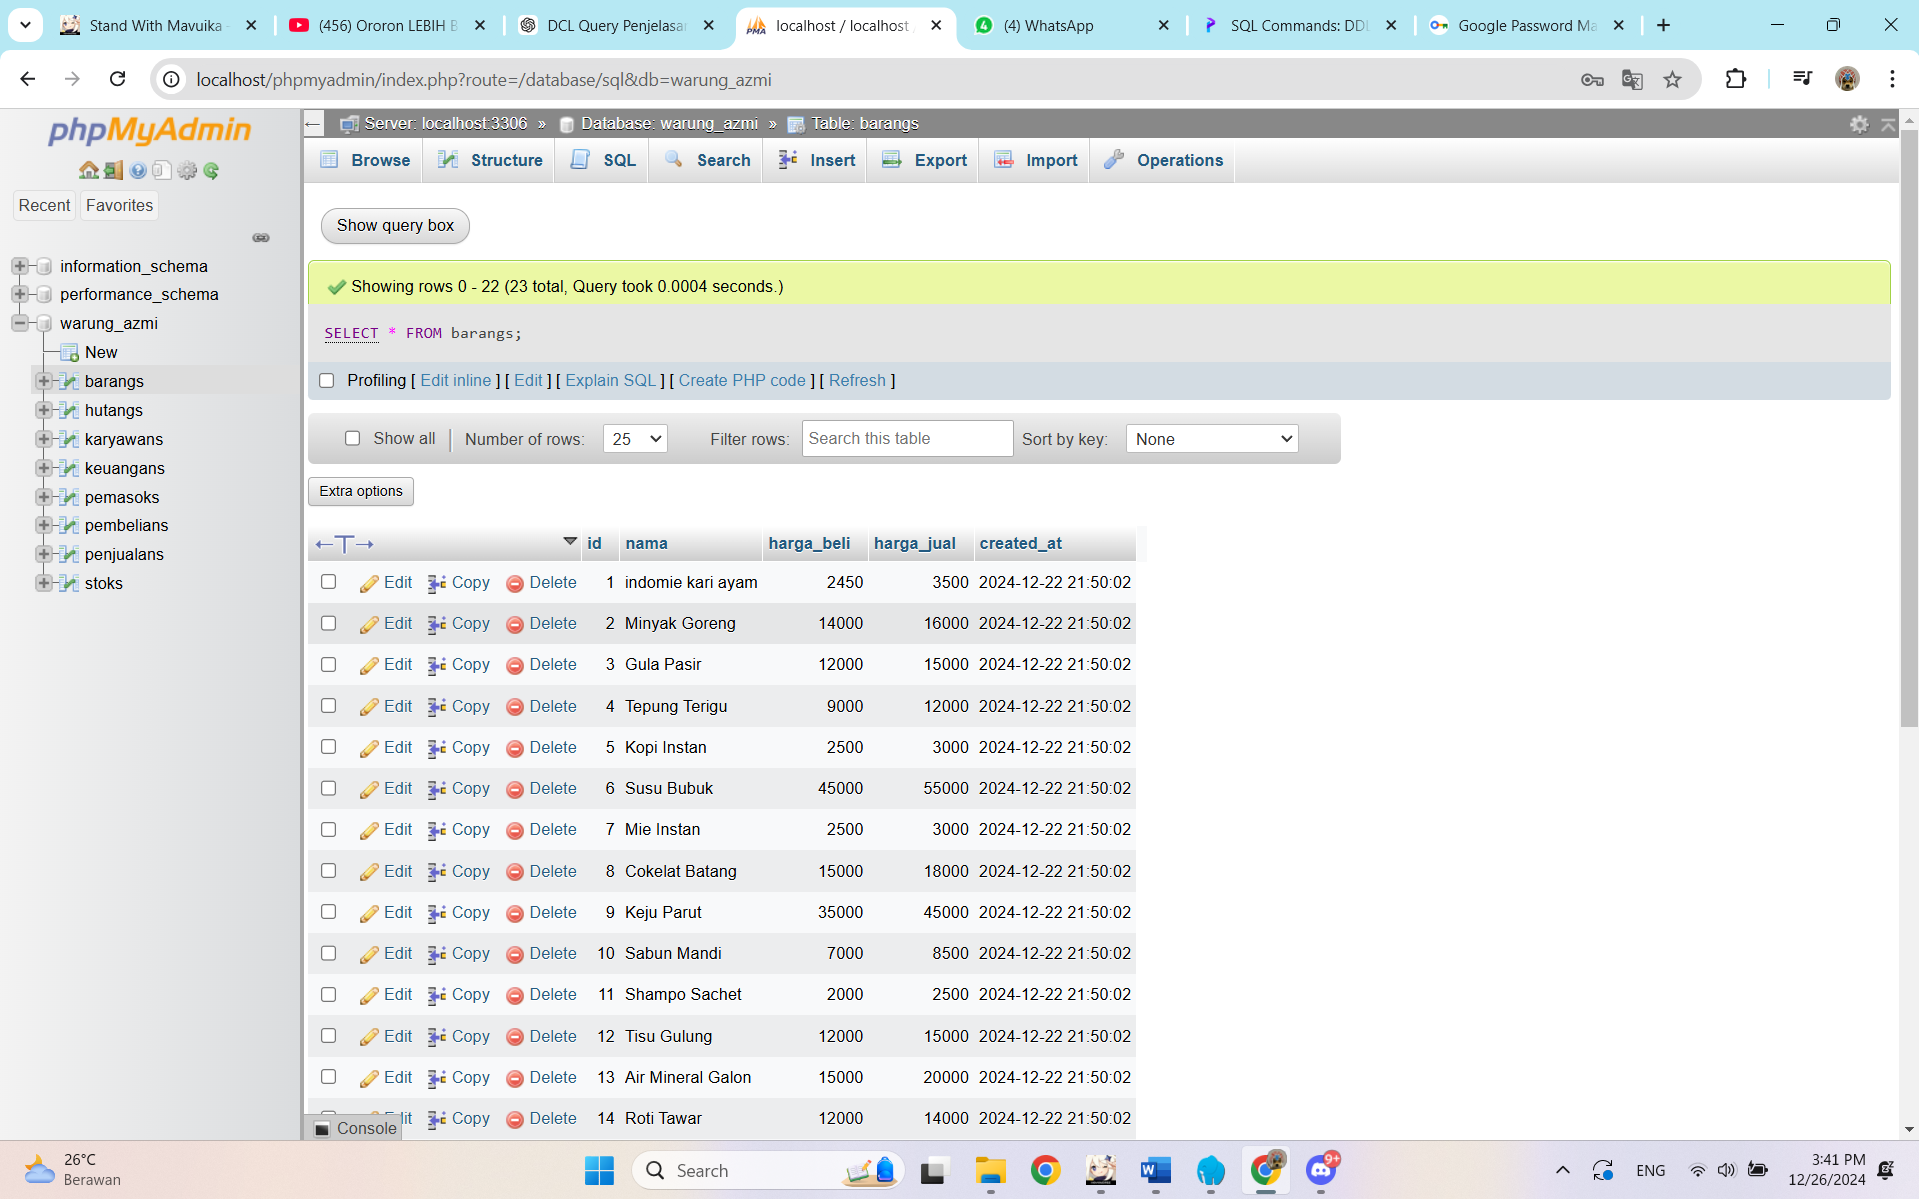 Stand With Mavuika -
(456) Ororon LEBIH B
DCL Query Penjelasan
localhost / localhost /
(4) WhatsApp
SQL Commands: DDL
Google Password Ma
localhost/phpmyadmin/index.php?route=/database/sql&db=warung_azmi
phpMyAdmin
Recent
Favorites
information_schema
performance_schema
warung_azmi
New
barangs
hutangs
karyawans
keuangans
pemasoks
pembelians
penjualans
stoks
Server: localhost:3306 » Database: warung_azmi » Table: barangs
Browse Structure SQL Search Insert Export Import Operations
Show query box
Showing rows 0 - 22 (23 total, Query took 0.0004 seconds.)
SELECT * FROM barangs;
Profiling [ Edit inline ] [ Edit ] [ Explain SQL ] [ Create PHP code ] [ Refresh ]
Show all | Number of rows: 25 Filter rows: Search this table Sort by key: None
Extra options
id nama harga_beli harga_jual created_at
Edit Copy Delete 1 indomie kari ayam 2450 3500 2024-12-22 21:50:02
Edit Copy Delete 2 Minyak Goreng 14000 16000 2024-12-22 21:50:02
Edit Copy Delete 3 Gula Pasir 12000 15000 2024-12-22 21:50:02
Edit Copy Delete 4 Tepung Terigu 9000 12000 2024-12-22 21:50:02
Edit Copy Delete 5 Kopi Instan 2500 3000 2024-12-22 21:50:02
Edit Copy Delete 6 Susu Bubuk 45000 55000 2024-12-22 21:50:02
Edit Copy Delete 7 Mie Instan 2500 3000 2024-12-22 21:50:02
Edit Copy Delete 8 Cokelat Batang 15000 18000 2024-12-22 21:50:02
Edit Copy Delete 9 Keju Parut 35000 45000 2024-12-22 21:50:02
Edit Copy Delete 10 Sabun Mandi 7000 8500 2024-12-22 21:50:02
Edit Copy Delete 11 Shampo Sachet 2000 2500 2024-12-22 21:50:02
Edit Copy Delete 12 Tisu Gulung 12000 15000 2024-12-22 21:50:02
Edit Copy Delete 13 Air Mineral Galon 15000 20000 2024-12-22 21:50:02
Copy Delete 14 Roti Tawar 12000 14000 2024-12-22 21:50:02
Console
26°C
Berawan
Search
9+
ENG
3:41 PM
12/26/2024